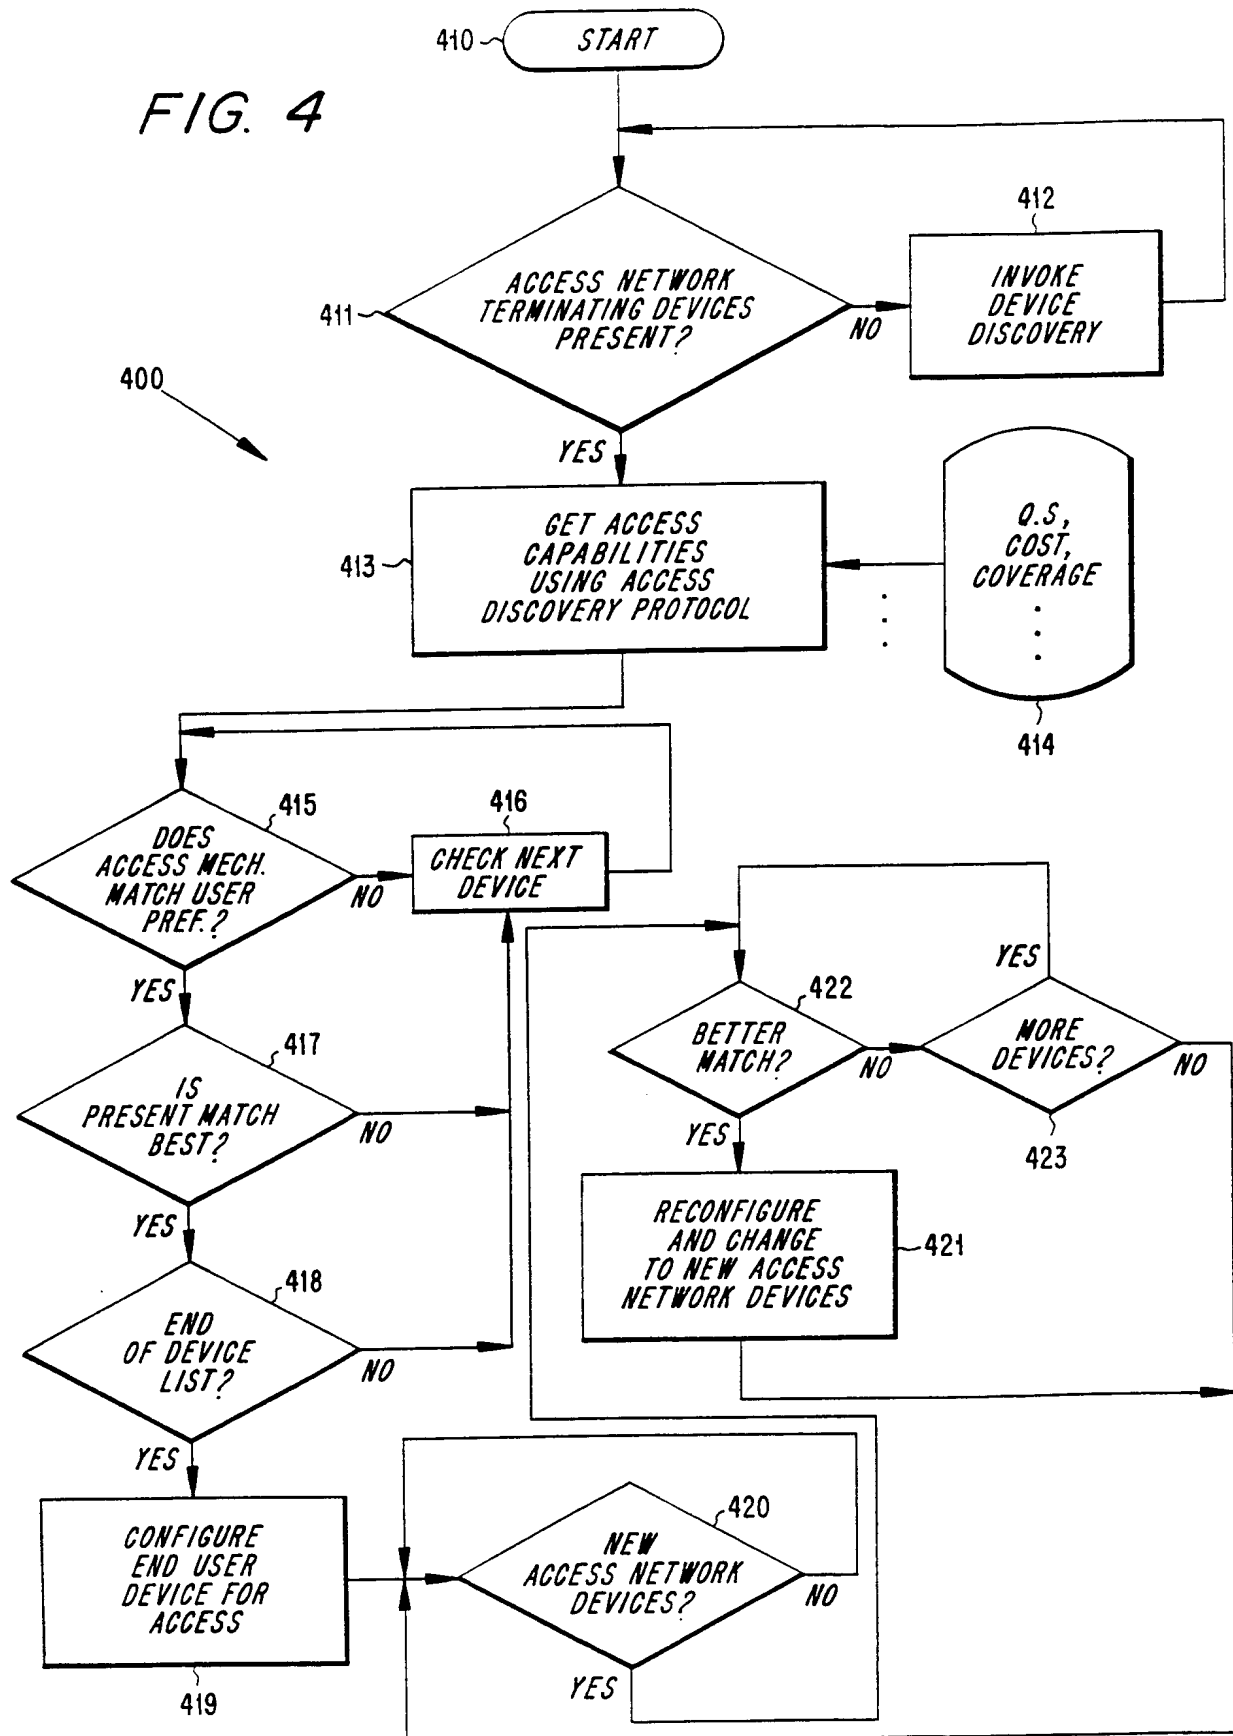 410
START
FIG. 4
412
INVOKE
DEVICE
DISCOVERY
411
ACCESS NETWORK
TERMINATING DEVICES
PRESENT?
NO
400
YES
413
GET ACCESS
CAPABILITIES
USING ACCESS
DISCOVERY PROTOCOL
Q.S,
COST,
COVERAGE
414
415
DOES
ACCESS MECH.
MATCH USER
PREF.?
NO
416
CHECK NEXT
DEVICE
YES
417
IS
PRESENT MATCH
BEST?
NO
YES
418
END
OF DEVICE
LIST?
NO
YES
YES
422
BETTER
MATCH?
NO
MORE
DEVICES?
NO
423
YES
RECONFIGURE
AND CHANGE
TO NEW ACCESS
NETWORK DEVICES
421
CONFIGURE
END USER
DEVICE FOR
ACCESS
419
420
NEW
ACCESS NETWORK
DEVICES?
NO
YES